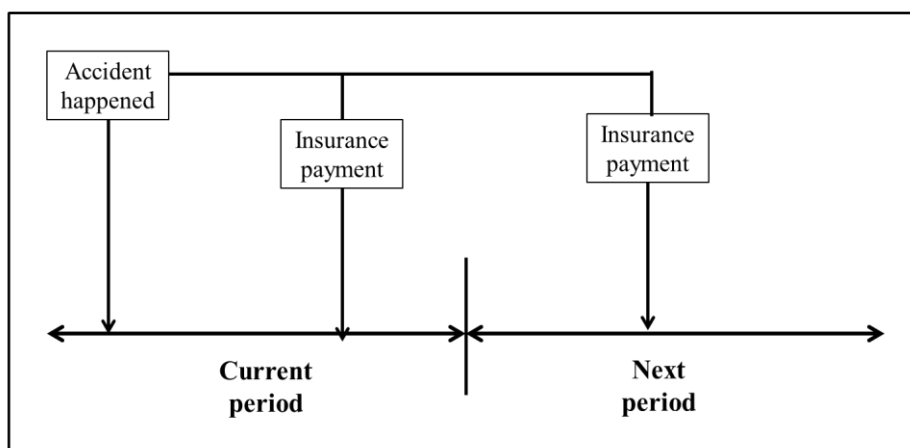 Accident
happened
Insurance
payment
Insurance
payment
Current
period
Next
period